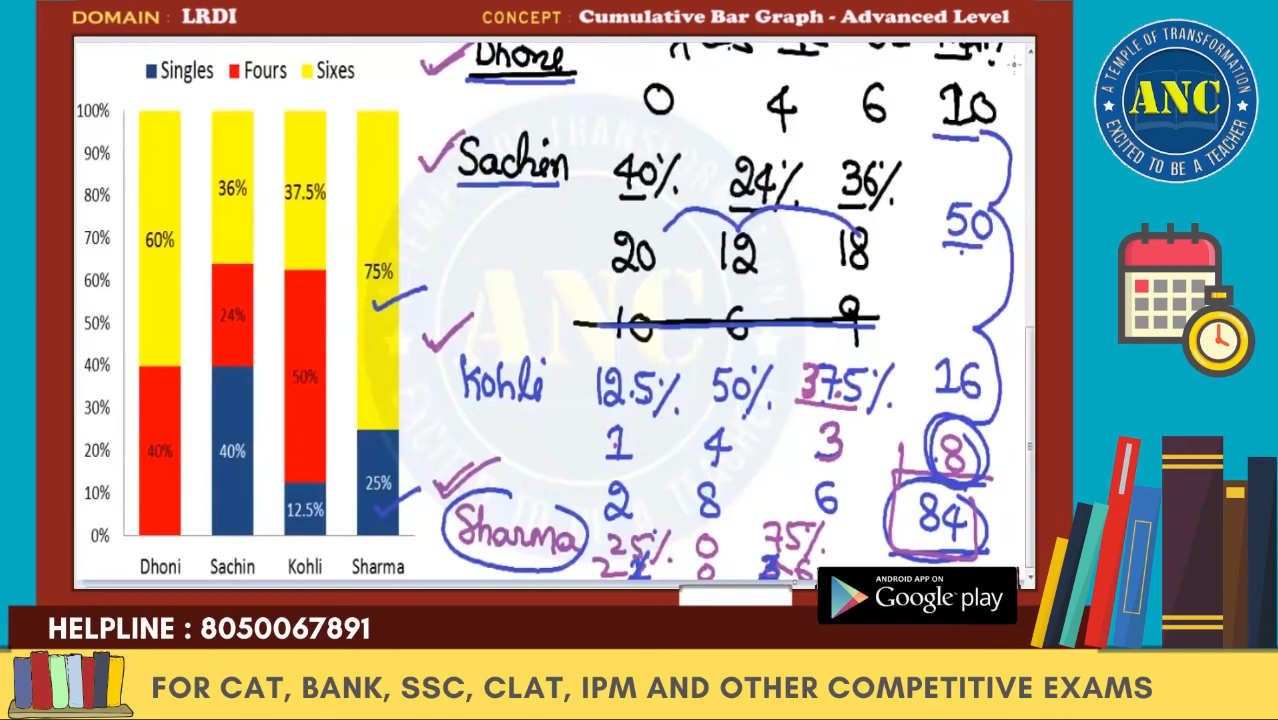 DOMAIN : LRDI
CONCEPT : Cumulative Bar Graph - Advanced Level
Singles Fours Sixes
100%
90%
80%
70%
60%
50%
40%
30%
20%
10%
0%
60%
40%
36%
24%
40%
37.5%
50%
12.5%
75%
25%
Dhoni Sachin Kohli Sharma
0 4 6 10
Sachin 40% 24% 36%
50
20 12 18
10 6 9
Kohli 12.5% 50% 37.5% 16
1 4 3 8
2 8 6 84
Sharma 25% 0 75%
A TEMPLE OF TRANSFORMATION
ANC
EXCITED TO BE A TEACHER
ANDROID APP ON
Google play
HELPLINE : 8050067891
FOR CAT, BANK, SSC, CLAT, IPM AND OTHER COMPETITIVE EXAMS